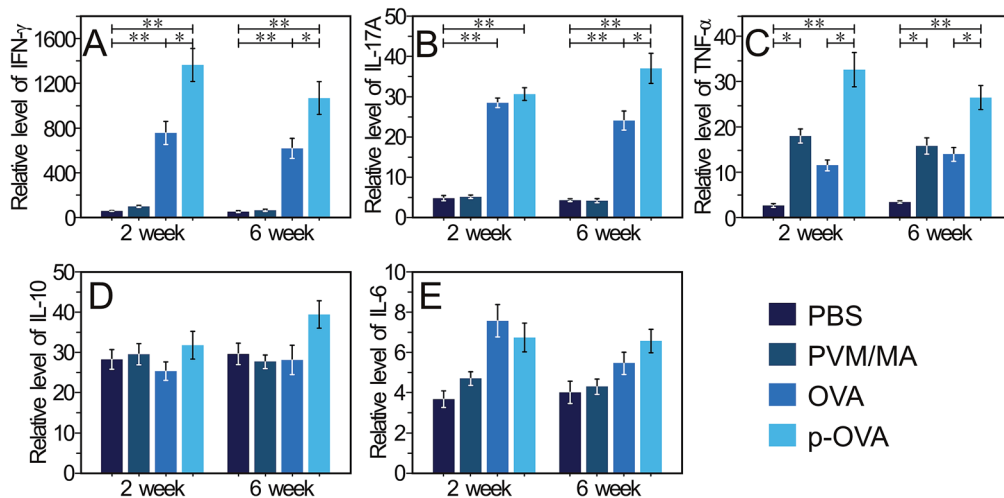 A
Relative level of IFN-γ
1600
1200
800
400
0
** **
** * ** *
2 week 6 week
B
Relative level of IL-17A
50
40
30
20
10
0
** **
** ** *
2 week 6 week
C
Relative level of TNF-α
40
30
20
10
0
** **
* * * *
2 week 6 week
D
Relative level of IL-10
50
40
30
20
10
0
2 week 6 week
E
Relative level of IL-6
10
8
6
4
2
0
2 week 6 week
PBS
PVM/MA
OVA
p-OVA